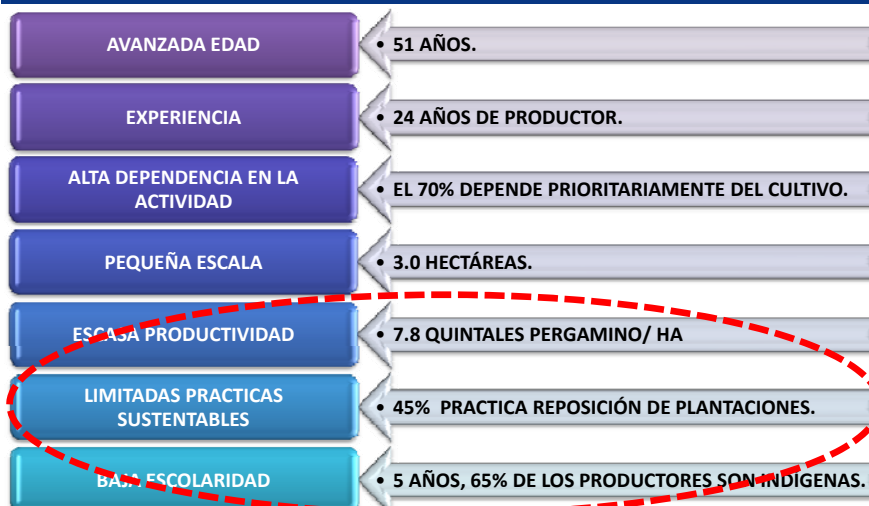 AVANZADA EDAD
• 51 AÑOS.
EXPERIENCIA
• 24 AÑOS DE PRODUCTOR.
ALTA DEPENDENCIA EN LA
ACTIVIDAD
• EL 70% DEPENDE PRIORITARIAMENTE DEL CULTIVO.
PEQUEÑA ESCALA
• 3.0 HECTÁREAS.
ESCASA PRODUCTIVIDAD
• 7.8 QUINTALES PERGAMINO/ HA
LIMITADAS PRACTICAS
SUSTENTABLES
• 45% PRACTICA REPOSICIÓN DE PLANTACIONES.
BAJA ESCOLARIDAD
• 5 AÑOS, 65% DE LOS PRODUCTORES SON INDIGENAS.